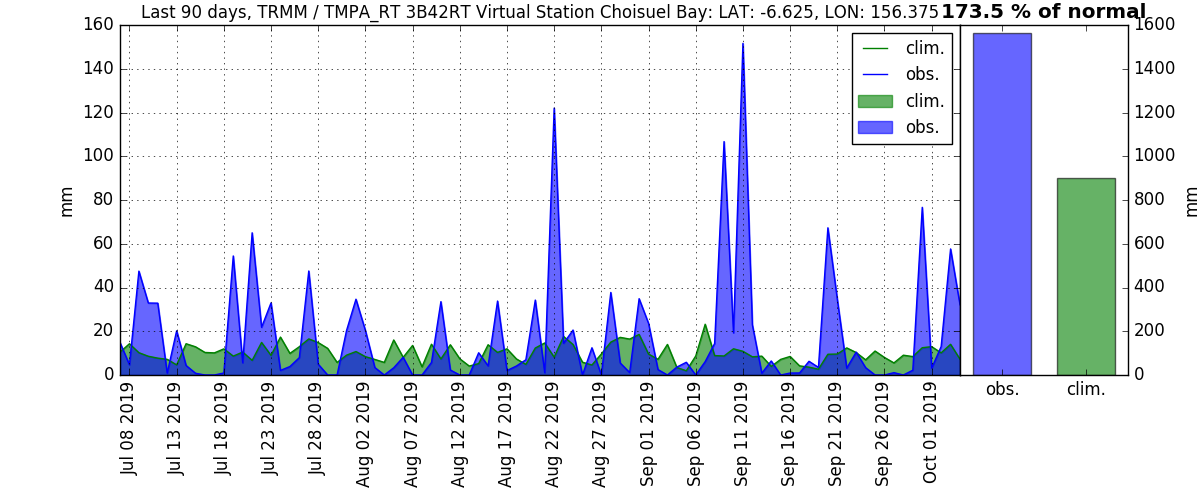 Last 90 days, TRMM / TMPA_RT 3B42RT Virtual Station Choisuel Bay: LAT: -6.625, LON: 156.375 173.5 % of normal
160
140
120
100
80
60
40
20
0
mm
clim.
obs.
clim.
obs.
1600
1400
1200
1000
800
600
400
200
0
mm
Jul 08 2019
Jul 13 2019
Jul 18 2019
Jul 23 2019
Jul 28 2019
Aug 02 2019
Aug 07 2019
Aug 12 2019
Aug 17 2019
Aug 22 2019
Aug 27 2019
Sep 01 2019
Sep 06 2019
Sep 11 2019
Sep 16 2019
Sep 21 2019
Sep 26 2019
Oct 01 2019
obs.
clim.